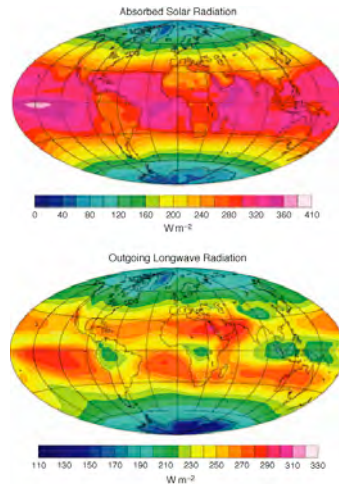 Absorbed Solar Radiation
0 40 80 120 160 200 240 280 320 360 410
W m⁻²
Outgoing Longwave Radiation
110 130 150 170 190 210 230 250 270 290 310 330
W m⁻²